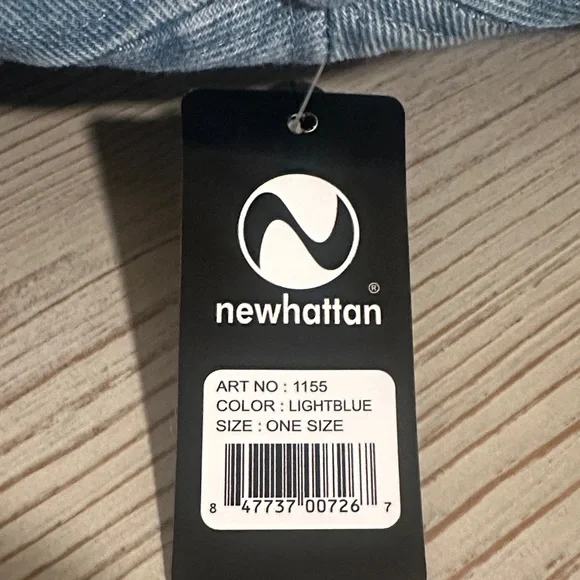 ®
newhattan
ART NO : 1155
COLOR : LIGHTBLUE
SIZE : ONE SIZE
8 47737 00726 7